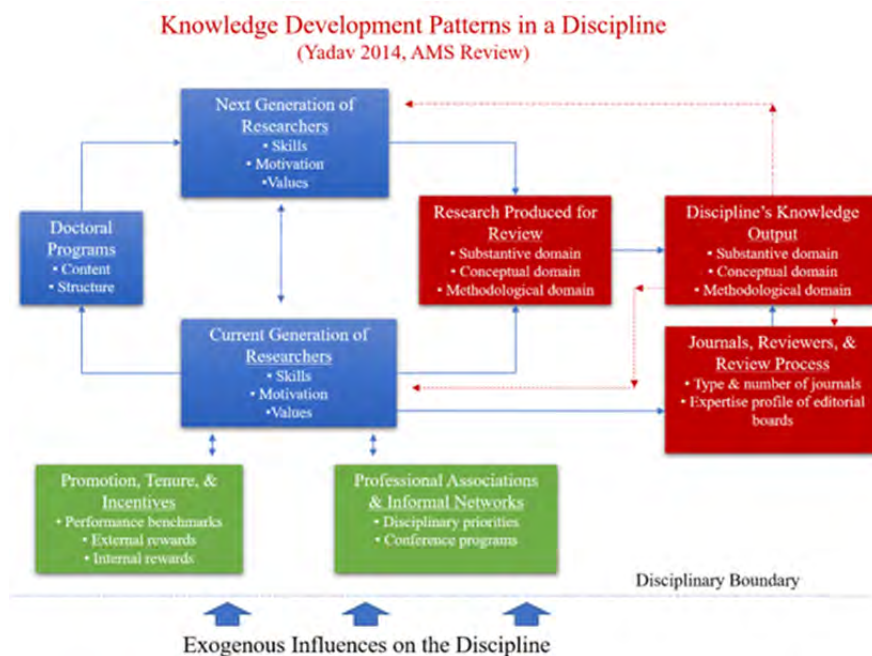 Knowledge Development Patterns in a Discipline
(Yadav 2014, AMS Review)
Next Generation of
Researchers
• Skills
• Motivation
•Values
Doctoral
Programs
• Content
• Structure
Research Produced for
Review
• Substantive domain
• Conceptual domain
• Methodological domain
Discipline's Knowledge
Output
• Substantive domain
• Conceptual domain
• Methodological domain
Current Generation of
Researchers
• Skills
• Motivation
•Values
Journals, Reviewers, &
Review Process
• Type & number of journals
• Expertise profile of editorial
boards
Promotion, Tenure, &
Incentives
• Performance benchmarks
• External rewards
• Internal rewards
Professional Associations
& Informal Networks
• Disciplinary priorities
• Conference programs
Disciplinary Boundary
Exogenous Influences on the Discipline